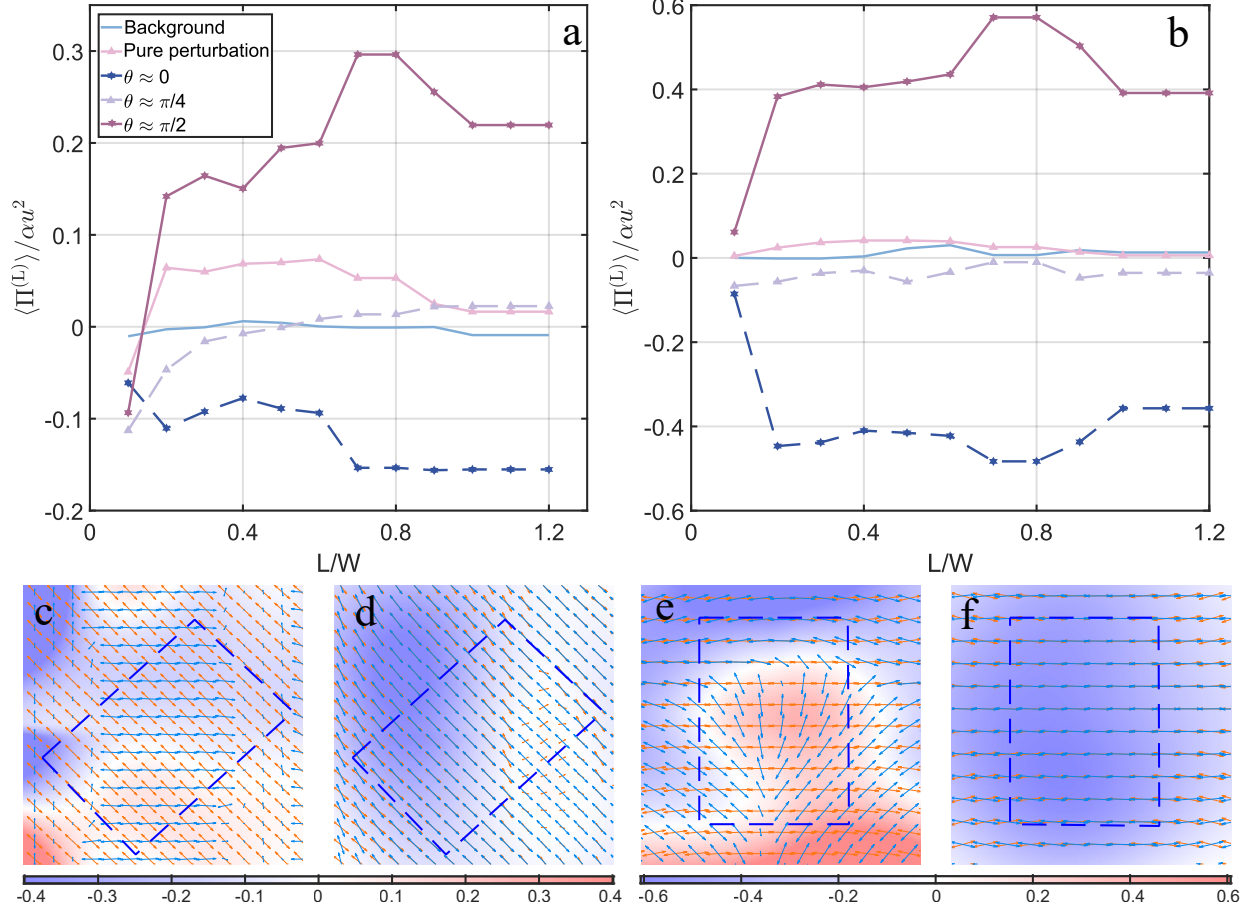 a
Background
Pure perturbation
θ ≈ 0
θ ≈ π/4
θ ≈ π/2
0.3
0.2
0.1
0
-0.1
-0.2
⟨Π^(L)⟩/αu²
0
0.4
0.8
1.2
L/W
b
0.6
0.4
0.2
0
-0.2
-0.4
-0.6
⟨Π^(L)⟩/αu²
0
0.4
0.8
1.2
L/W
c
d
e
f
-0.4 -0.3 -0.2 -0.1 0 0.1 0.2 0.3 0.4
-0.6 -0.4 -0.2 0 0.2 0.4 0.6